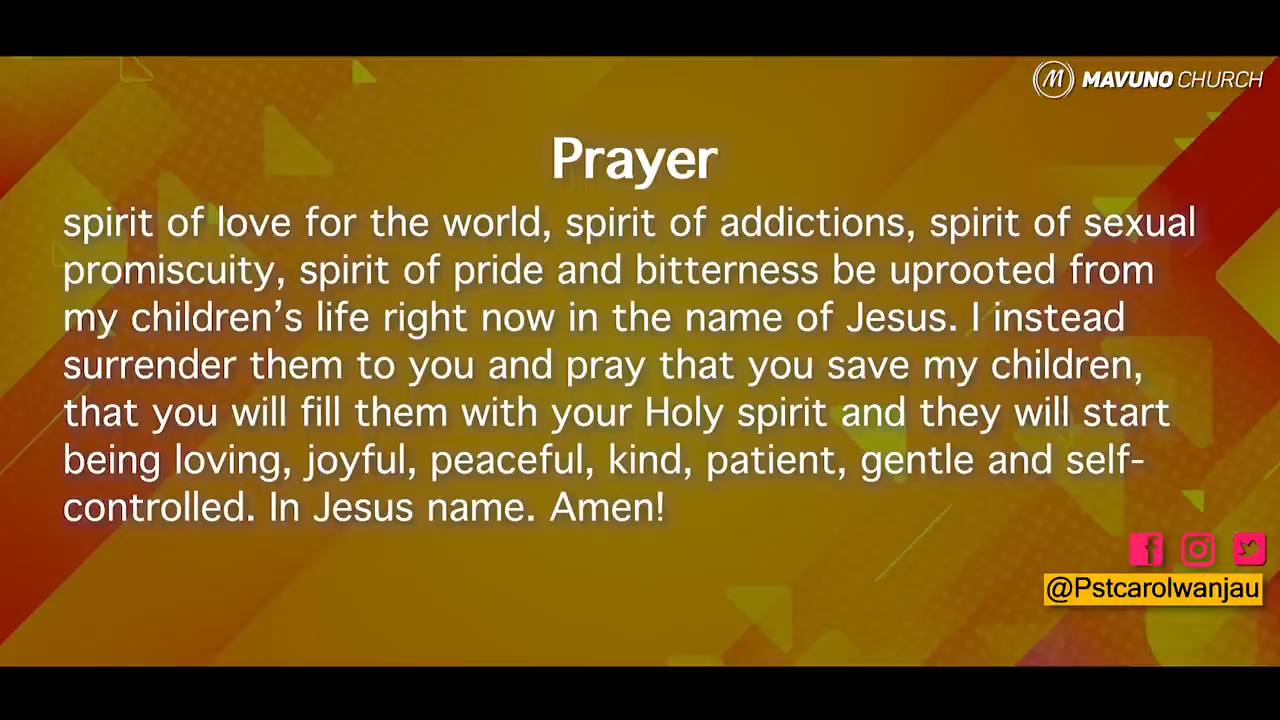 M MAVUNO CHURCH
Prayer
spirit of love for the world, spirit of addictions, spirit of sexual
promiscuity, spirit of pride and bitterness be uprooted from
my children’s life right now in the name of Jesus. I instead
surrender them to you and pray that you save my children,
that you will fill them with your Holy spirit and they will start
being loving, joyful, peaceful, kind, patient, gentle and self-
controlled. In Jesus name. Amen!
@Pstcarolwanjau